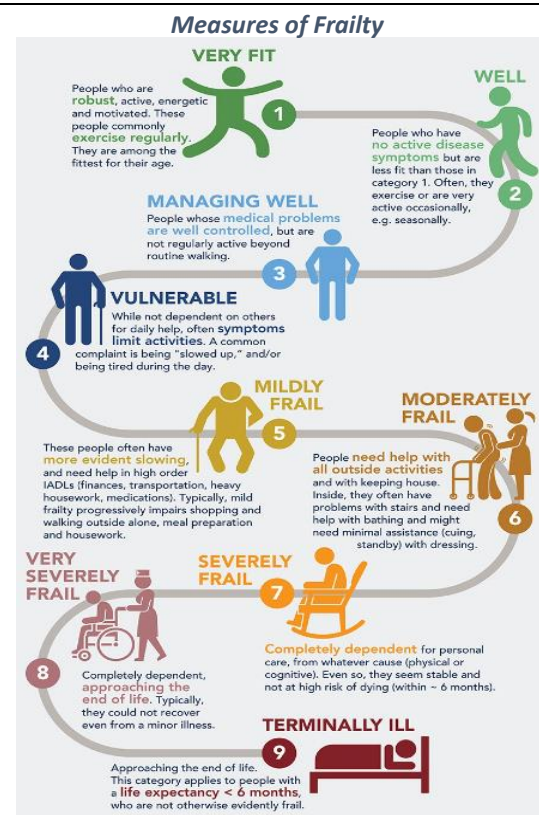 Measures of Frailty
VERY FIT
People who are
robust, active, energetic
and motivated. These
people commonly
exercise regularly.
They are among the
fittest for their age.
1
WELL
People who have
no active disease
symptoms but are
less fit than those in
category 1. Often, they
exercise or are very
active occasionally,
e.g. seasonally.
2
MANAGING WELL
People whose medical problems
are well controlled, but are
not regularly active beyond
routine walking.
3
VULNERABLE
While not dependent on others
for daily help, often symptoms
limit activities. A common
complaint is being "slowed up," and/or
being tired during the day.
4
MILDLY
FRAIL
5
These people often have
more evident slowing,
and need help in high order
IADLs (finances, transportation, heavy
housework, medications). Typically, mild
frailty progressively impairs shopping and
walking outside alone, meal preparation
and housework.
MODERATELY
FRAIL
People need help with
all outside activities
and with keeping house.
Inside, they often have
problems with stairs and need
help with bathing and might
need minimal assistance (cuing,
standby) with dressing.
6
SEVERELY
FRAIL
7
Completely dependent for personal
care, from whatever cause (physical or
cognitive). Even so, they seem stable and
not at high risk of dying (within ~ 6 months).
VERY
SEVERELY
FRAIL
8
Completely dependent,
approaching the
end of life. Typically,
they could not recover
even from a minor illness.
TERMINALLY ILL
9
Approaching the end of life.
This category applies to people with
a life expectancy < 6 months,
who are not otherwise evidently frail.